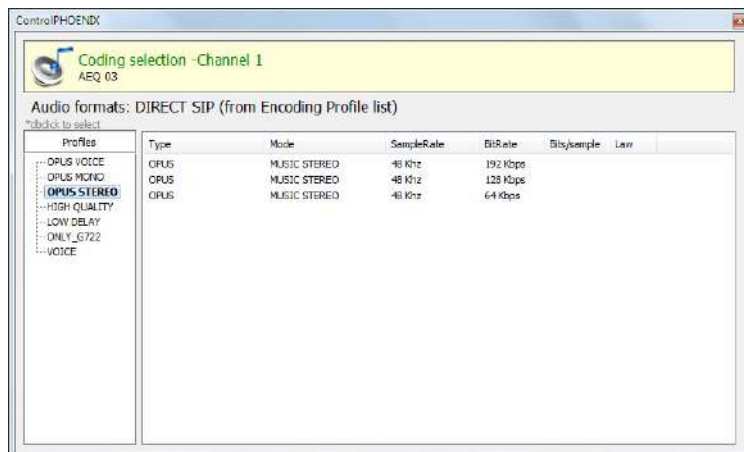 ControlPHOENIX
Coding selection -Channel 1
AEQ 03
Audio formats: DIRECT SIP (from Encoding Profile list)
*dbclick to select
Profiles
OPUS VOICE
OPUS MONO
OPUS STEREO
HIGH QUALITY
LOW DELAY
ONLY_G722
VOICE
Type Mode SampleRate BitRate Bits/sample Law
OPUS MUSIC STEREO 48 Khz 192 Kbps
OPUS MUSIC STEREO 48 Khz 128 Kbps
OPUS MUSIC STEREO 48 Khz 64 Kbps